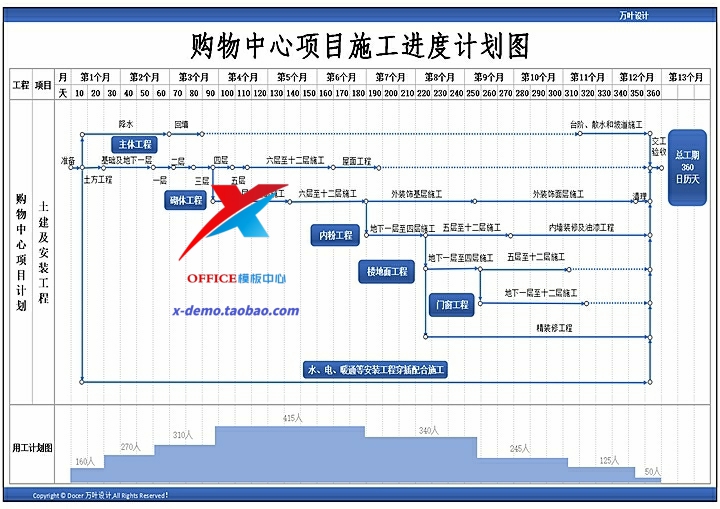 万叶设计
购物中心项目施工进度计划图
工程 项目 月 第1个月 第2个月 第3个月 第4个月 第5个月 第6个月 第7个月 第8个月 第9个月 第10个月 第11个月 第12个月 第13个月
天 10 20 30 40 50 60 70 80 90 100 110 120 130 140 150 160 170 180 190 200 210 220 230 240 250 260 270 280 290 300 310 320 330 340 350 360
降水 回填 台阶、散水和坡道施工
主体工程
交工验收
总工期
360
日历天
准备 基础及地下一层 二层 四层 六层至十二层施工 屋面工程
土方工程 一层 三层 五层
砌体工程
六层至十二层施工 外装饰基层施工 外装饰面层施工 清理
内粉工程
地下一层至四层施工 五层至十二层施工 内墙装修及油漆工程
楼地面工程
地下一层至四层施工 五层至十二层施工
门窗工程
地下一层至十二层施工
精装修工程
水、电、暖通等安装工程穿插配合施工
购物中心项目计划
土建及安装工程
OFFICE模板中心
x-demo.taobao.com
用工计划图
160人
270人
310人
415人
340人
245人
125人
50人
Copyright © Docer 万叶设计,All Rights Reserved!